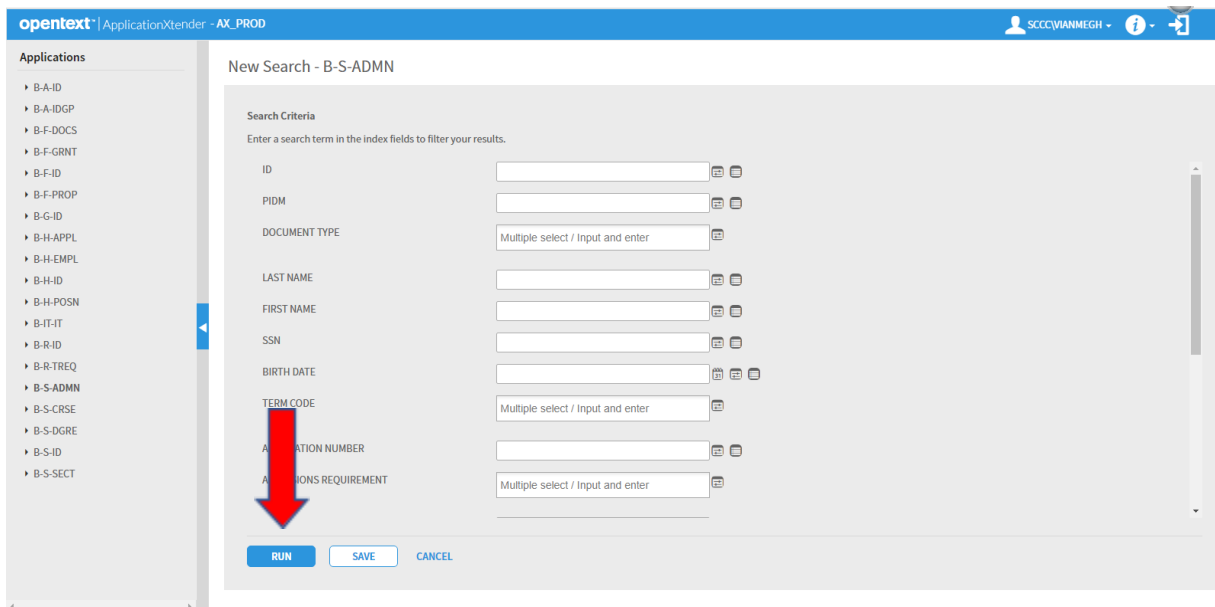 opentext™ | ApplicationXtender - AX_PROD
SCCC\VIANMEGH
Applications
B-A-ID
B-A-IDGP
B-F-DOCS
B-F-GRNT
B-F-ID
B-F-PROP
B-G-ID
B-H-APPL
B-H-EMPL
B-H-ID
B-H-POSN
B-IT-IT
B-R-ID
B-R-TREQ
B-S-ADMN
B-S-CRSE
B-S-DGRE
B-S-ID
B-S-SECT
New Search - B-S-ADMN
Search Criteria
Enter a search term in the index fields to filter your results.
ID
PIDM
DOCUMENT TYPE Multiple select / Input and enter
LAST NAME
FIRST NAME
SSN
BIRTH DATE 31
TERM CODE Multiple select / Input and enter
NUMBER
REQUIREMENT Multiple select / Input and enter
RUN SAVE CANCEL